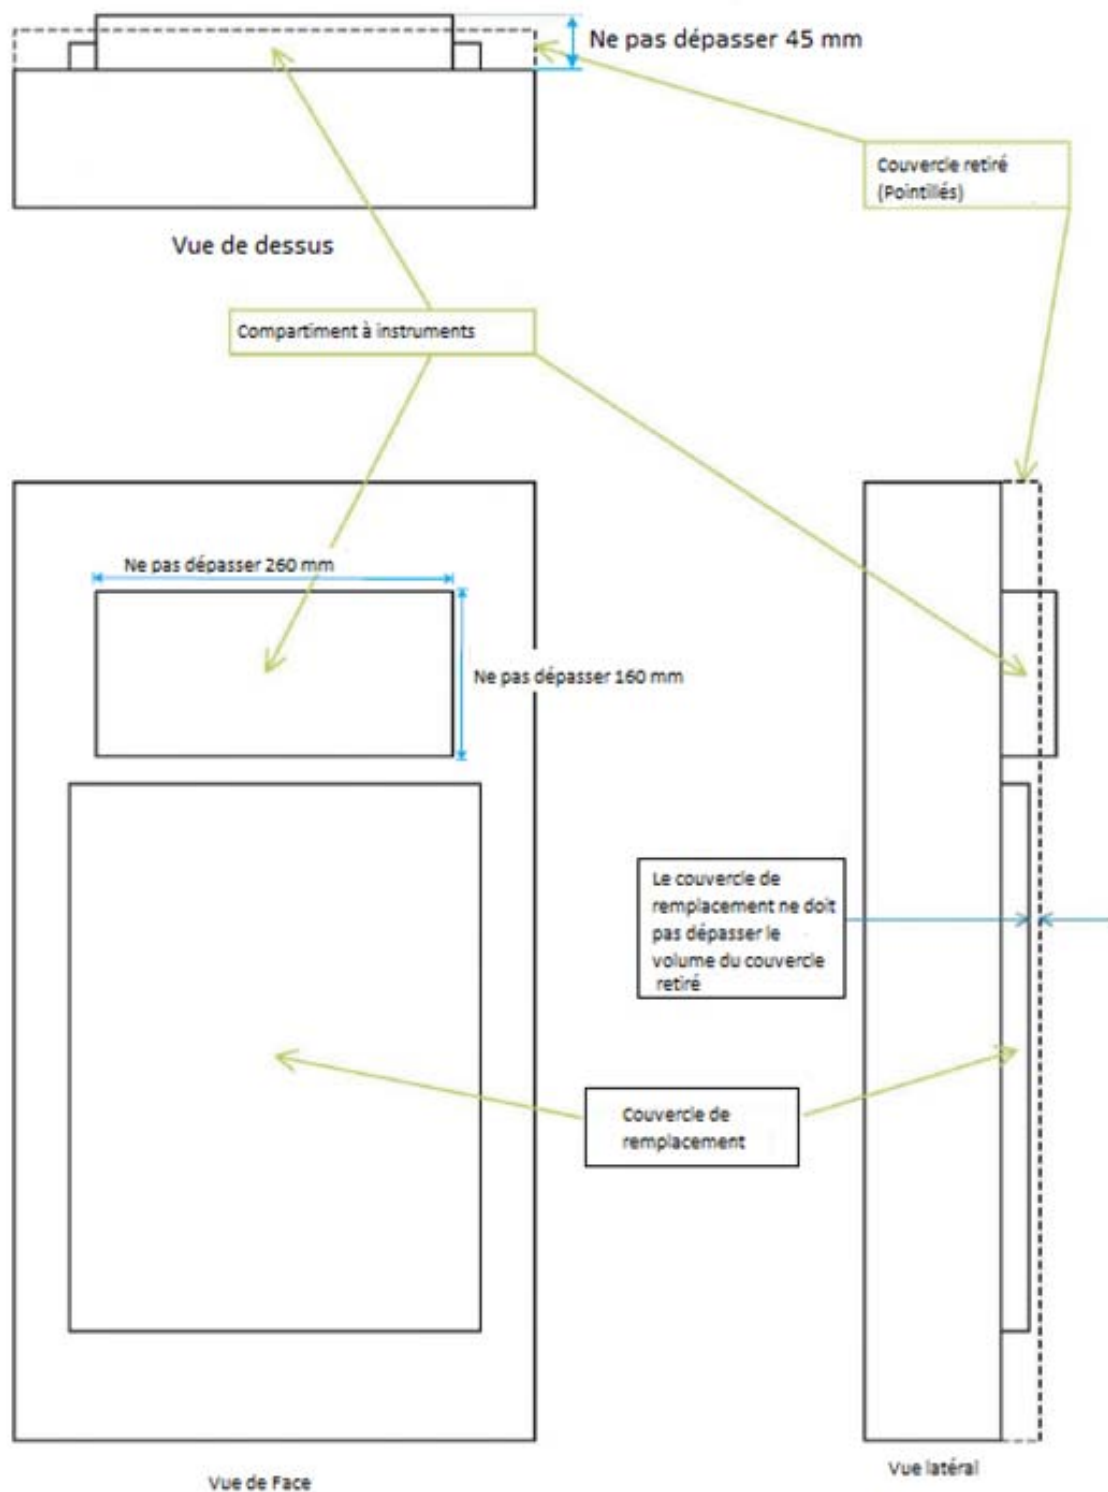 Ne pas dépasser 45 mm
Couvercle retiré
(Pointillés)
Vue de dessus
Compartiment à instruments
Ne pas dépasser 260 mm
Ne pas dépasser 160 mm
Le couvercle de
remplacement ne doit
pas dépasser le
volume du couvercle
retiré
Couvercle de
remplacement
Vue latéral
Vue de Face